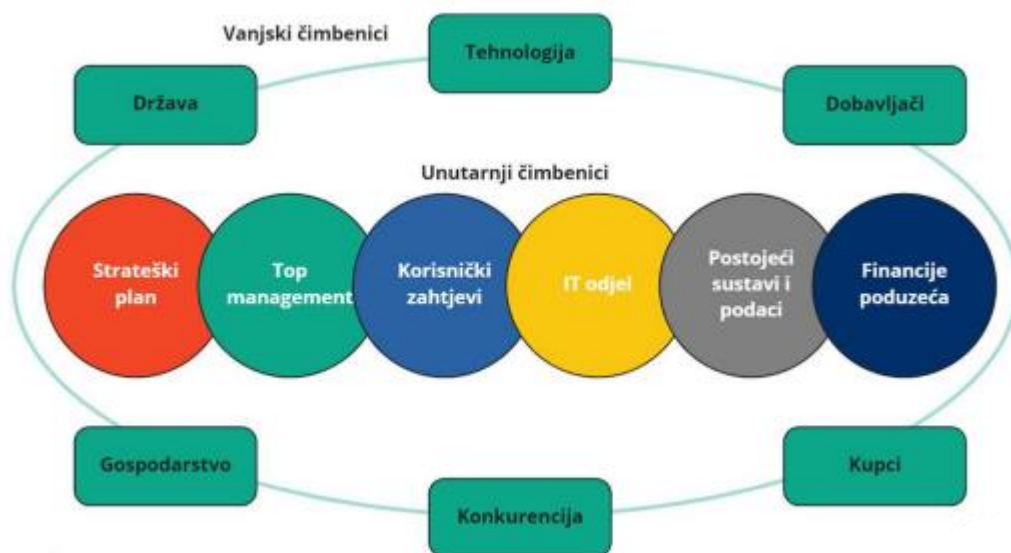 Vanjski čimbenici
Tehnologija
Država
Dobavljači
Unutarnji čimbenici
Strateški
plan
Top
management
Korisnički
zahtjevi
IT odjel
Postojeći
sustavi i
podaci
Financije
poduzeća
Gospodarstvo
Kupci
Konkurencija